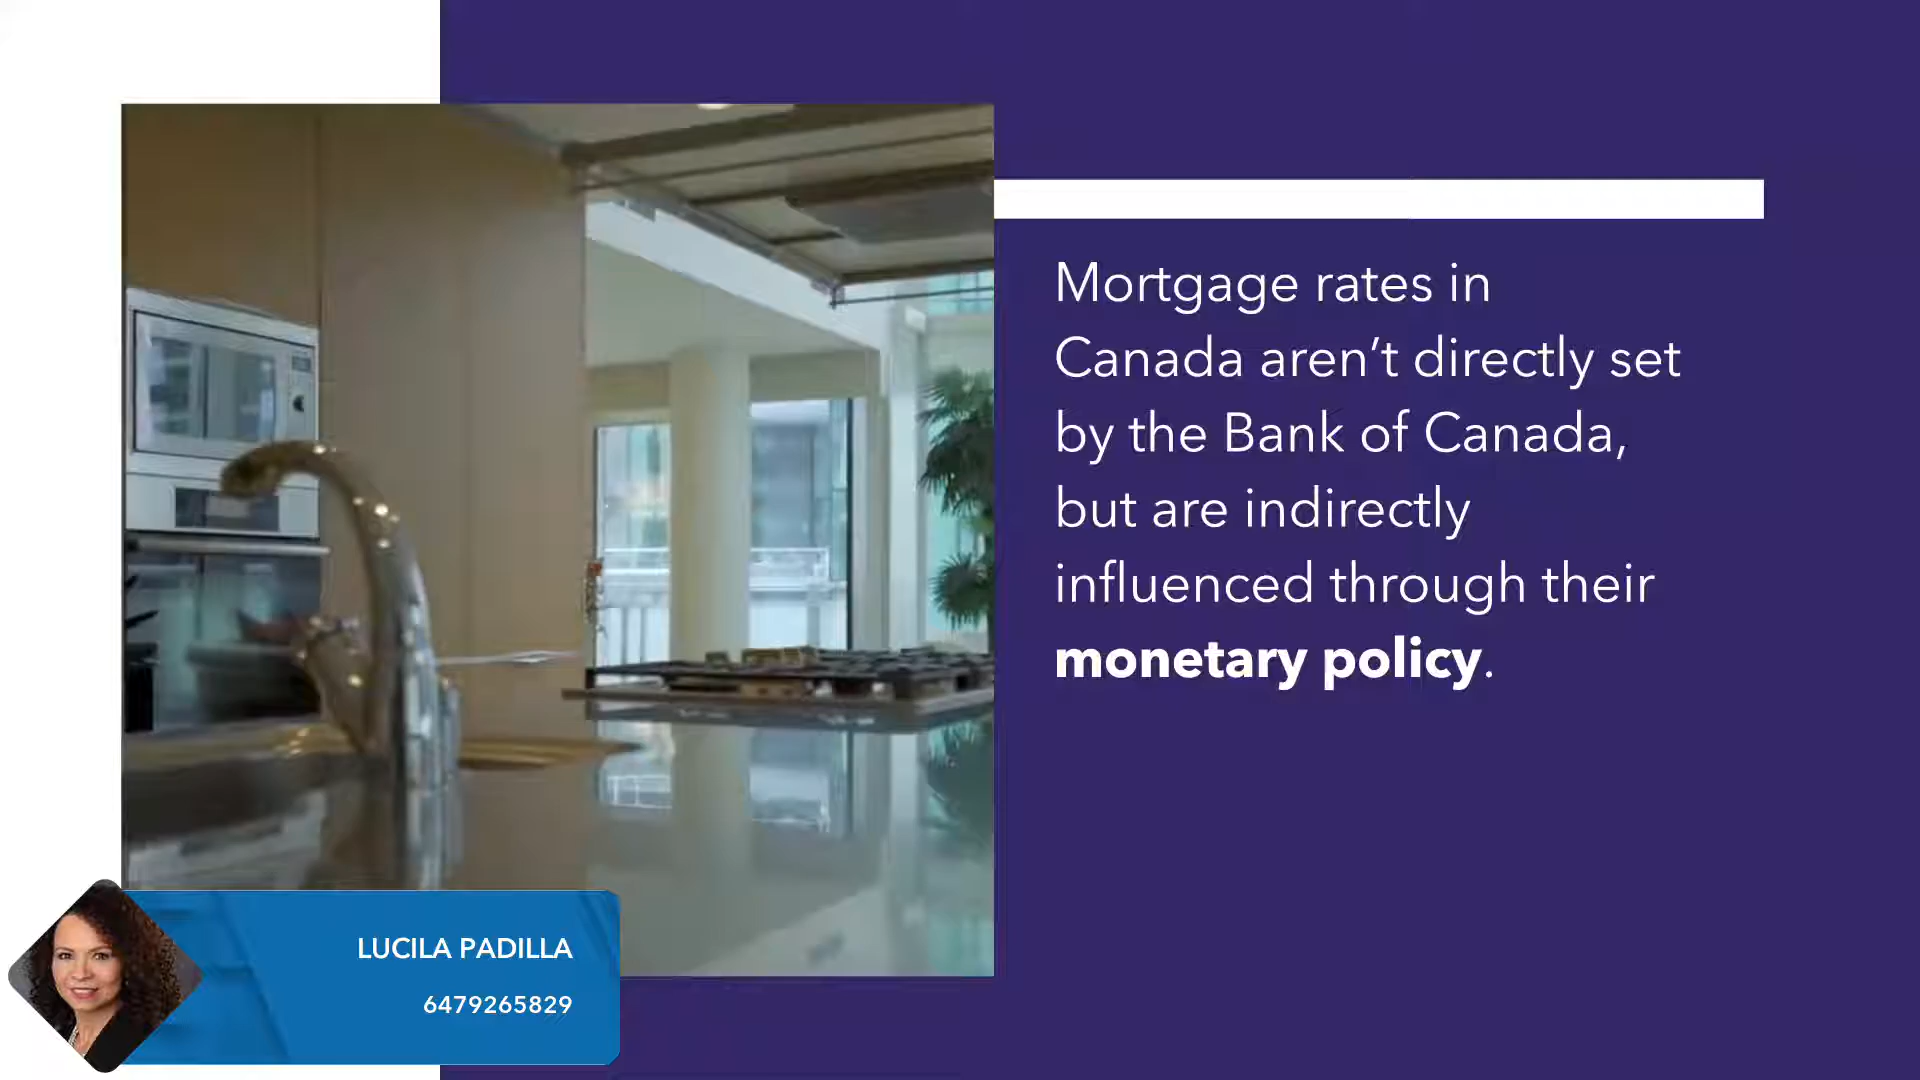 Mortgage rates in
Canada aren’t directly set
by the Bank of Canada,
but are indirectly
influenced through their
monetary policy.
LUCILA PADILLA
6479265829